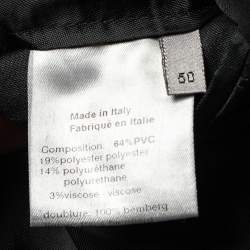 50
Made in Italy
Fabriqué en Italie
Composition: 64%PVC
19%polyester polyester
14% polyuréthane
polyurethane
3%viscose - viscose
doublure: 100% bemberg